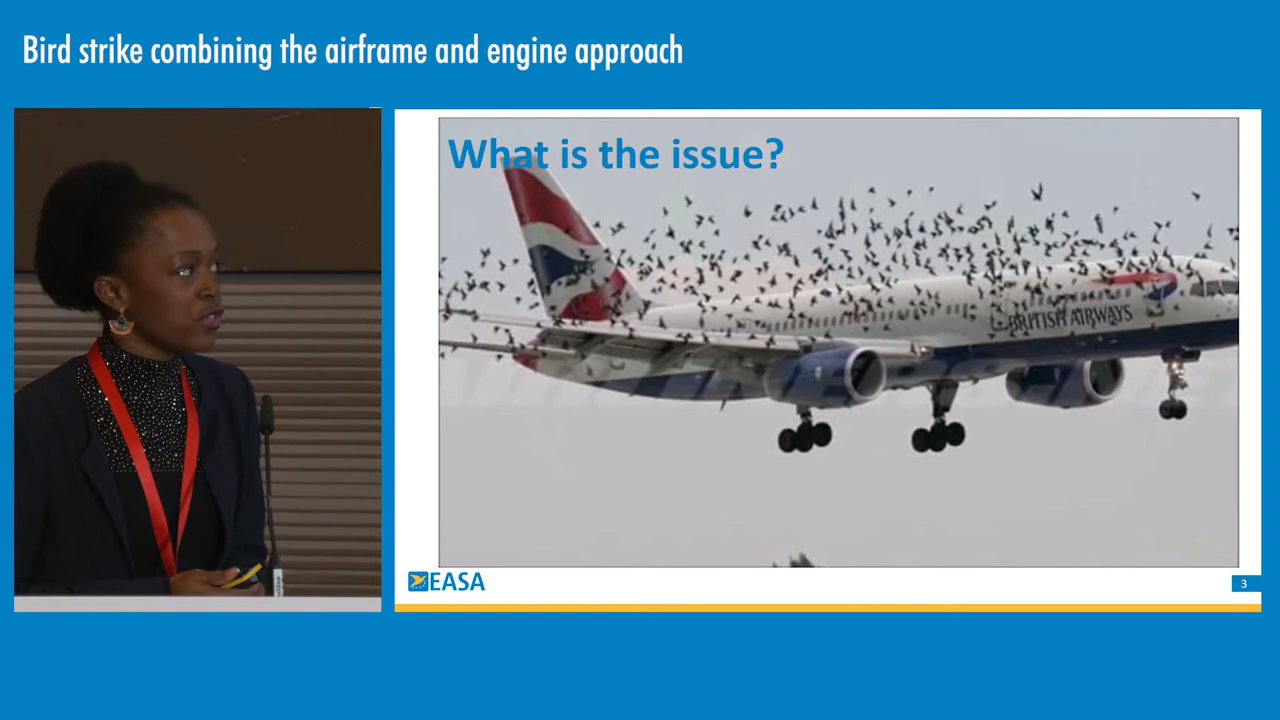 Bird strike combining the airframe and engine approach
What is the issue?
BRITISH AIRWAYS
EASA
3